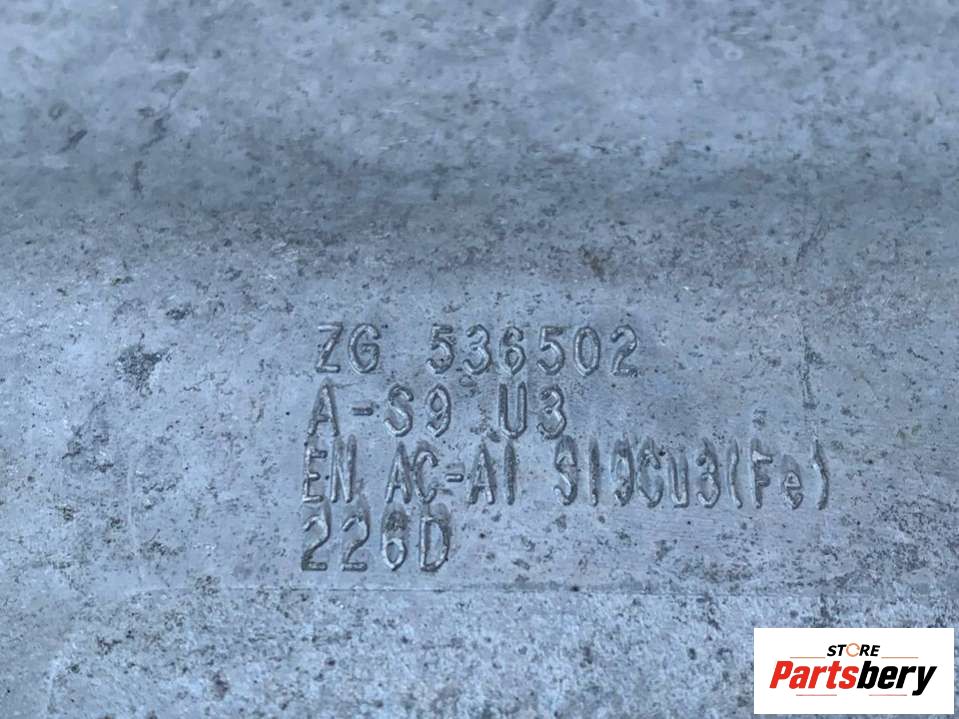 ZG 536502
A-S9 U3
EN AC-Al Si9Cu3(Fe)
226D
STORE
Partsbery